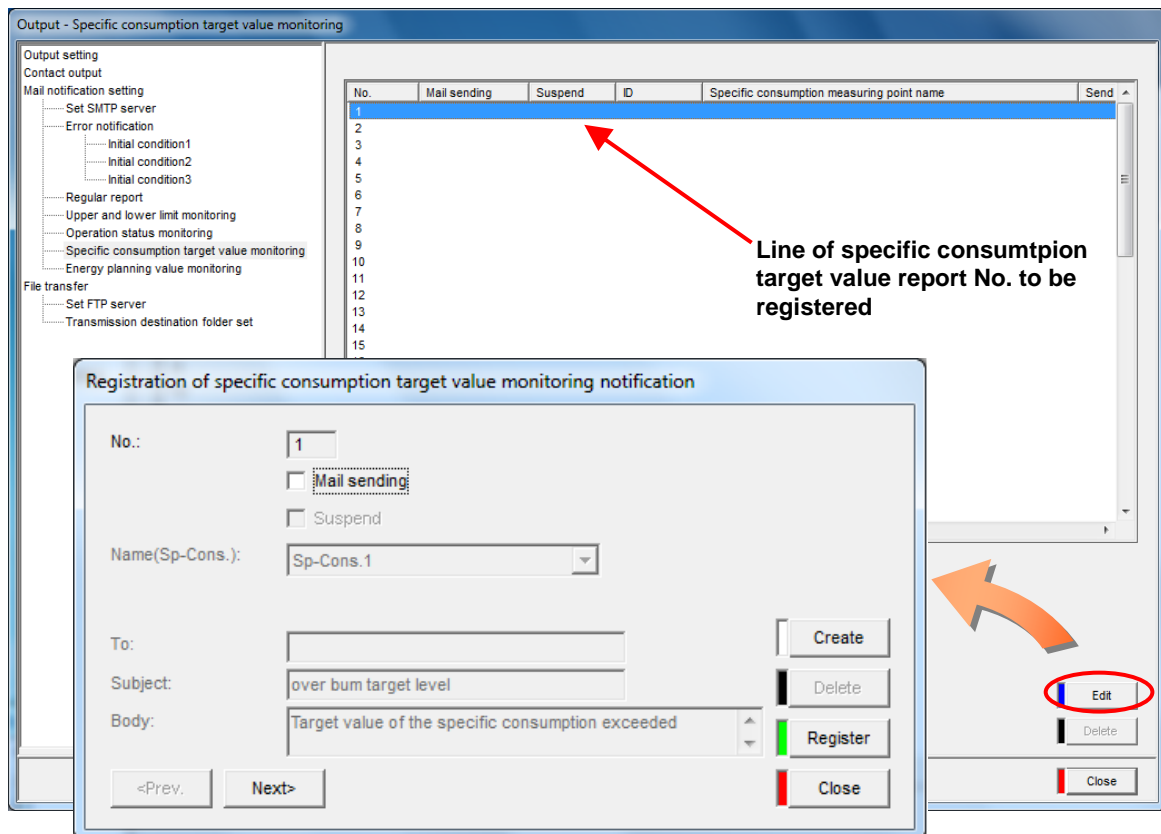 Output - Specific consumption target value monitoring
Output setting
Contact output
Mail notification setting
Set SMTP server
Error notification
Initial condition1
Initial condition2
Initial condition3
Regular report
Upper and lower limit monitoring
Operation status monitoring
Specific consumption target value monitoring
Energy planning value monitoring
File transfer
Set FTP server
Transmission destination folder set
No. Mail sending Suspend ID Specific consumption measuring point name Send
1
2
3
4
5
6
7
8
9
10
11
12
13
14
15
Line of specific consumtpion
target value report No. to be
registered
Registration of specific consumption target value monitoring notification
No.: 1
Mail sending
Suspend
Name(Sp-Cons.): Sp-Cons.1
To:
Subject: over bum target level
Body: Target value of the specific consumption exceeded
<Prev. Next>
Create
Delete
Register
Close
Edit
Delete
Close